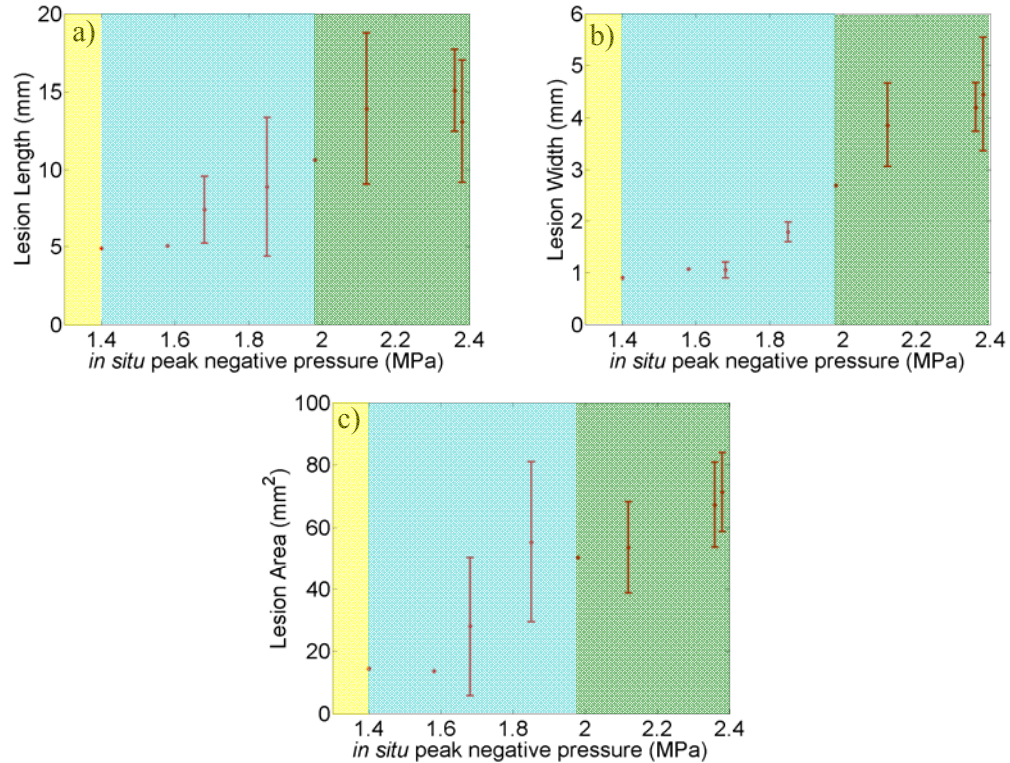 a)
20
15
10
5
0
Lesion Length (mm)
1.4 1.6 1.8 2 2.2 2.4
in situ peak negative pressure (MPa)
b)
6
5
4
3
2
1
0
Lesion Width (mm)
1.4 1.6 1.8 2 2.2 2.4
in situ peak negative pressure (MPa)
c)
100
80
60
40
20
0
Lesion Area (mm²)
1.4 1.6 1.8 2 2.2 2.4
in situ peak negative pressure (MPa)